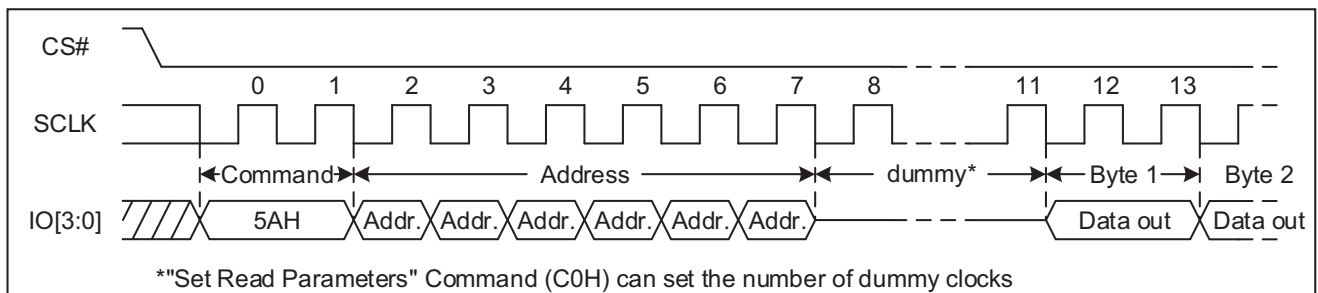 CS#
0 1 2 3 4 5 6 7 8 11 12 13
SCLK
Command Address dummy* Byte 1 Byte 2
IO[3:0] 5AH Addr. Addr. Addr. Addr. Addr. Addr. Data out Data out
*"Set Read Parameters" Command (C0H) can set the number of dummy clocks